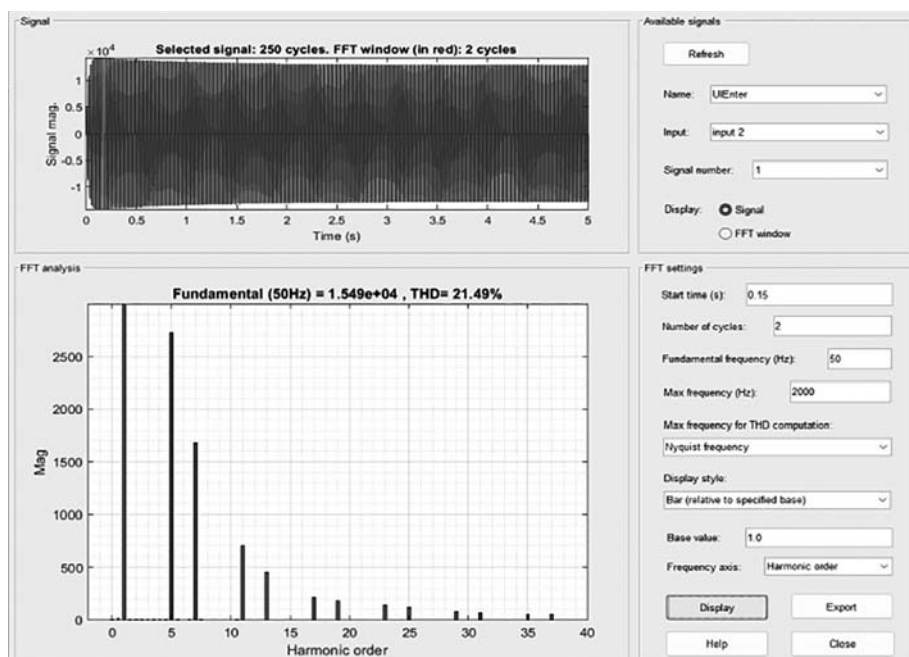 Signal
Selected signal: 250 cycles. FFT window (in red): 2 cycles
×10⁴
1
0.5
0
-0.5
-1
Signal mag.
0 0.5 1 1.5 2 2.5 3 3.5 4 4.5 5
Time (s)
Available signals
Refresh
Name: UIEnter
Input: input 2
Signal number: 1
Display: Signal
FFT window
FFT analysis
Fundamental (50Hz) = 1.549e+04 , THD= 21.49%
2500
2000
1500
1000
500
0
Mag
0 5 10 15 20 25 30 35 40
Harmonic order
FFT settings
Start time (s): 0.15
Number of cycles: 2
Fundamental frequency (Hz): 50
Max frequency (Hz): 2000
Max frequency for THD computation:
Nyquist frequency
Display style:
Bar (relative to specified base)
Base value: 1.0
Frequency axis: Harmonic order
Display Export
Help Close